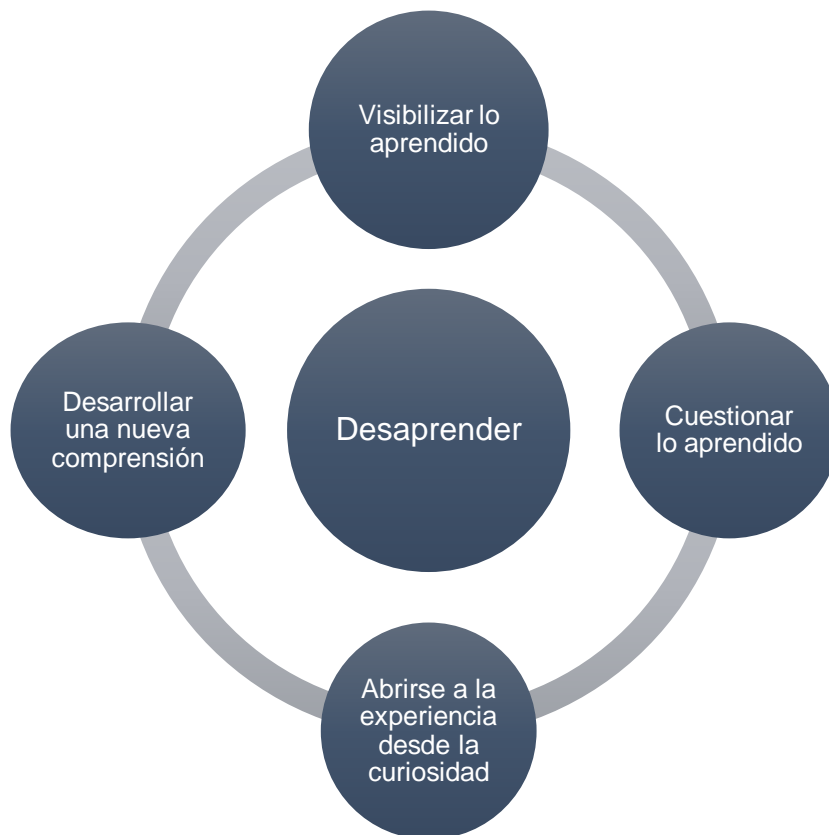 Visibilizar lo
aprendido
Desaprender
Cuestionar
lo aprendido
Abrirse a la
experiencia
desde la
curiosidad
Desarrollar
una nueva
comprensión